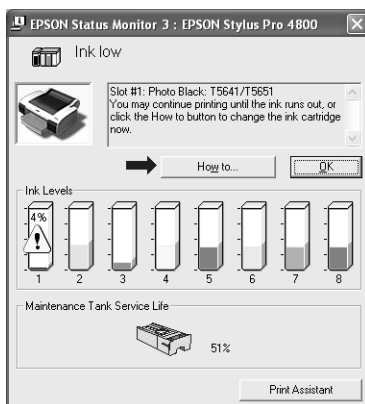 EPSON Status Monitor 3 : EPSON Stylus Pro 4800
Ink low
Slot #1: Photo Black: T5641/T5651
You may continue printing until the ink runs out, or
click the How to button to change the ink cartridge
now.
How to...
OK
Ink Levels
4%
1 2 3 4 5 6 7 8
Maintenance Tank Service Life
51%
Print Assistant